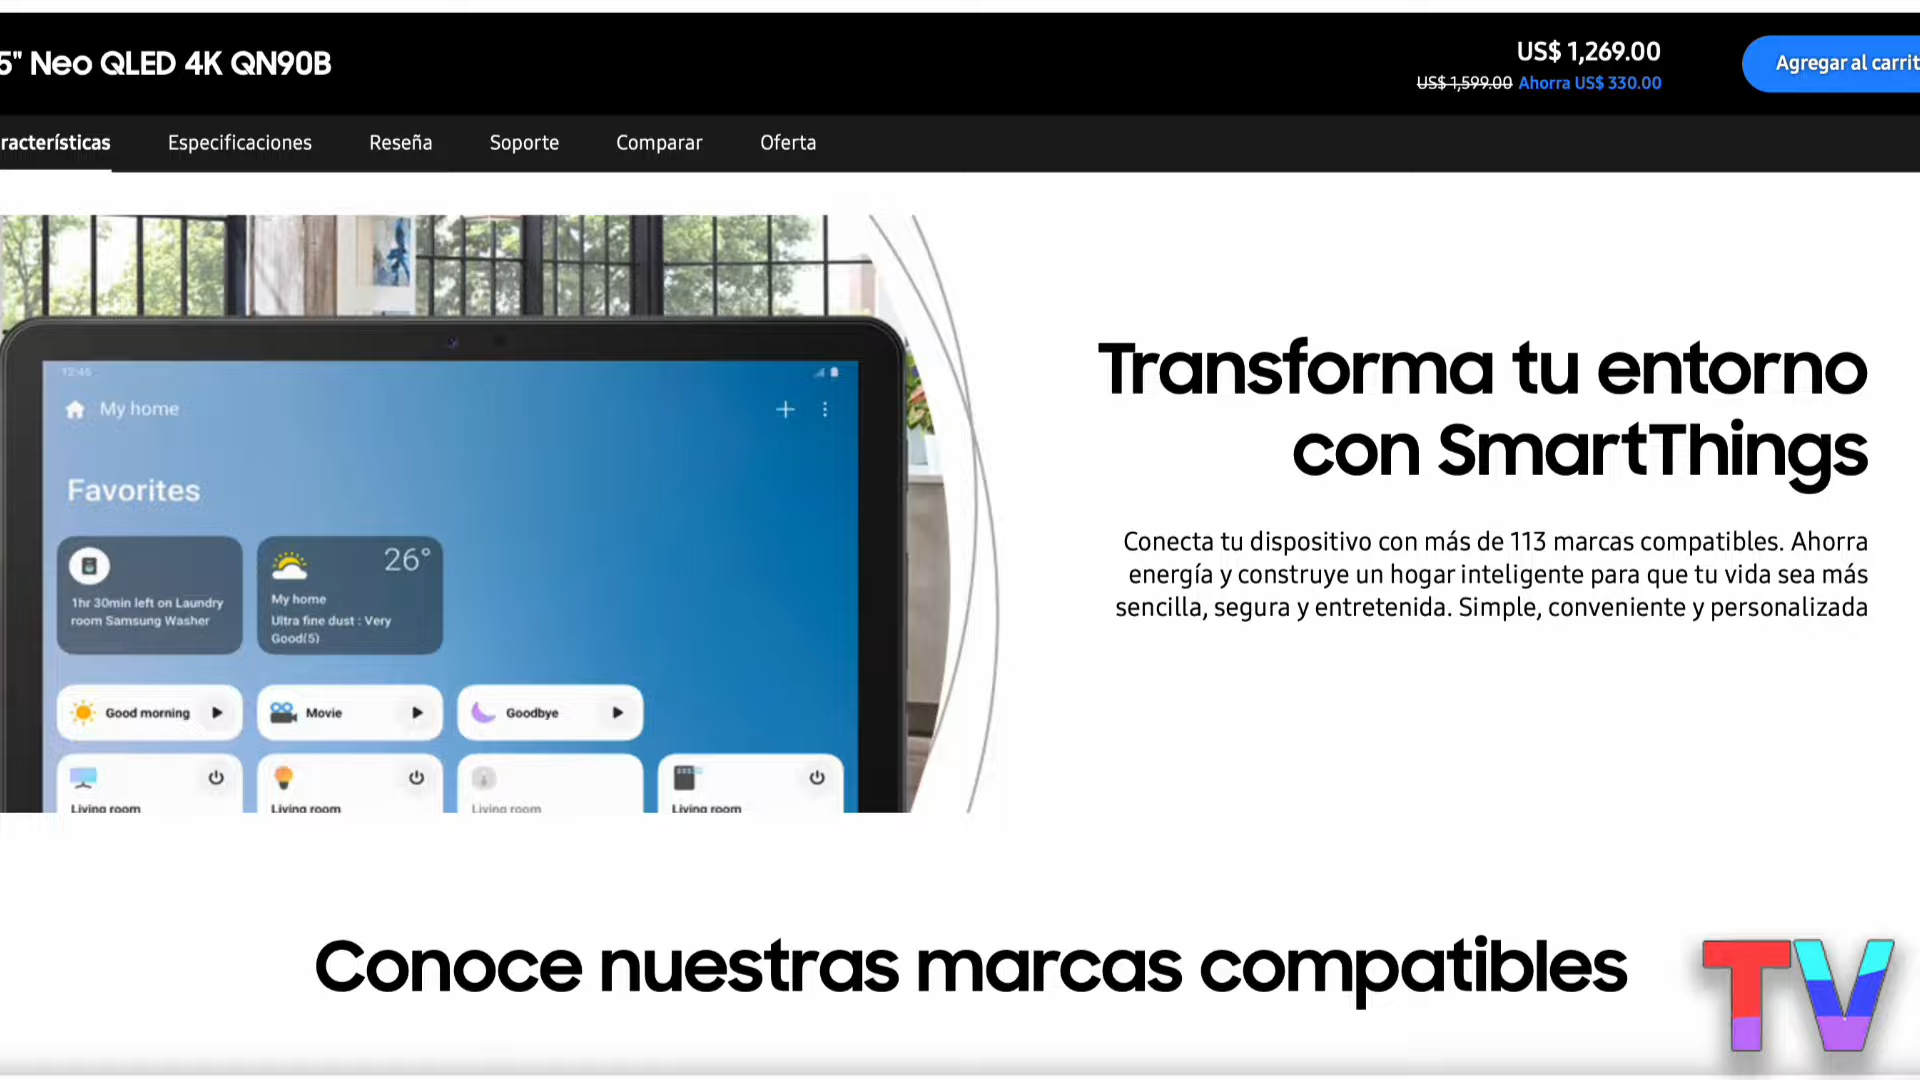 5" Neo QLED 4K QN90B
US$ 1,269.00
US$ 1,599.00 Ahorra US$ 330.00
Agregar al carrit
racterísticas
Especificaciones
Reseña
Soporte
Comparar
Oferta
12:45
My home
Favorites
1hr 30min left on Laundry
room Samsung Washer
26°
My home
Ultra fine dust : Very
Good(5)
Good morning
Movie
Goodbye
Living room
Living room
Living room
Living room
Transforma tu entorno
con SmartThings
Conecta tu dispositivo con más de 113 marcas compatibles. Ahorra
energía y construye un hogar inteligente para que tu vida sea más
sencilla, segura y entretenida. Simple, conveniente y personalizada
Conoce nuestras marcas compatibles
TV